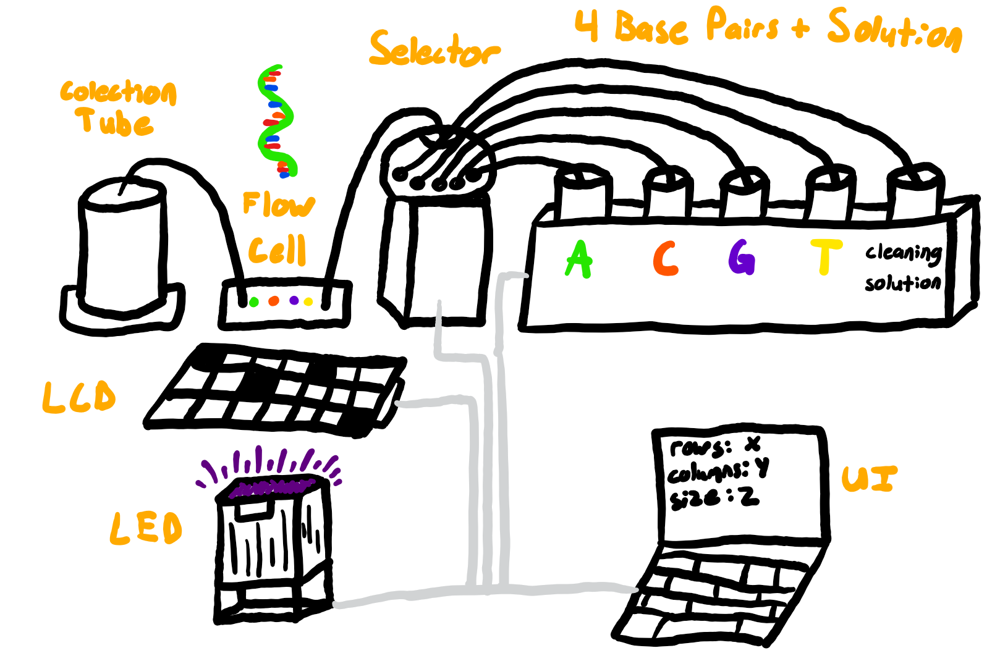 4 Base Pairs + Solution
Selector
Colection
Tube
Flow
Cell
A C G T
cleaning
solution
LCD
LED
rows: x
columns: y
size: z
UI